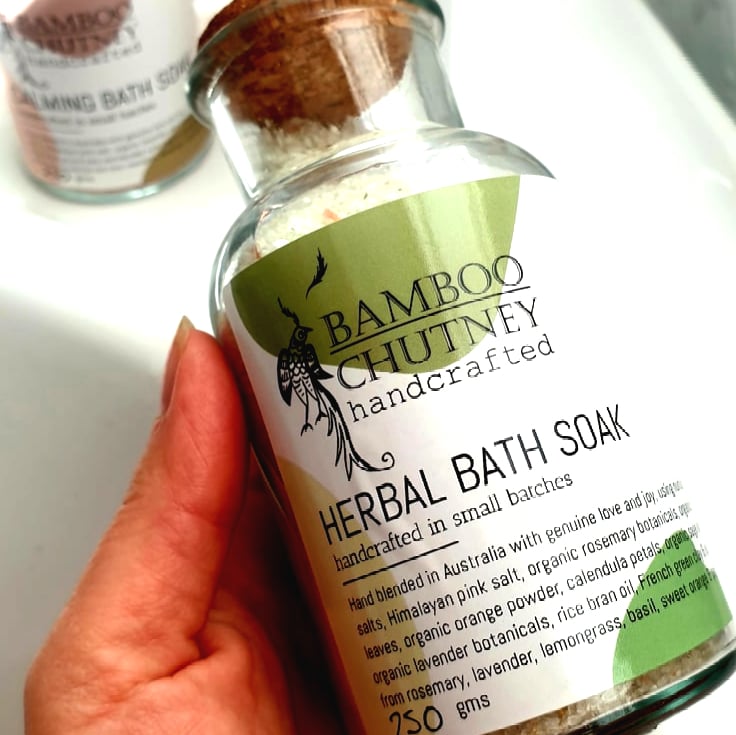 BAMBOO
CHUTNEY
handcrafted
CALMING BATH SOAK
BAMBOO
CHUTNEY
handcrafted
HERBAL BATH SOAK
handcrafted in small batches
Hand blended in Australia with genuine love and joy, using
salts, Himalayan pink salt, organic rosemary botanicals,
leaves, organic orange powder, calendula petals, organic
organic lavender botanicals, rice bran oil, French green
from rosemary, lavender, lemongrass, basil, sweet orange
250 gms